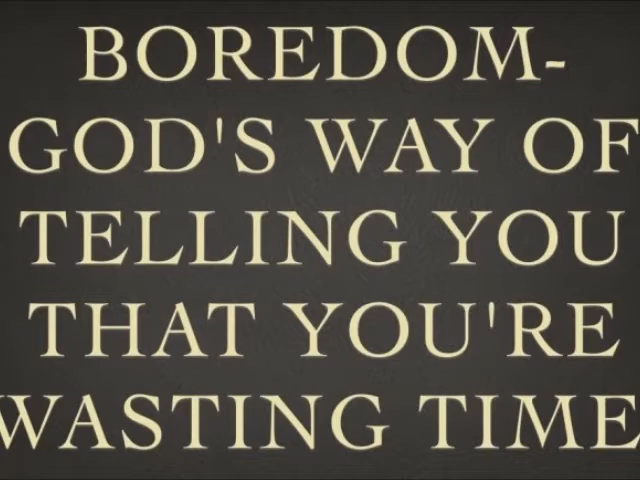 BOREDOM-
GOD'S WAY OF
TELLING YOU
THAT YOU'RE
WASTING TIME